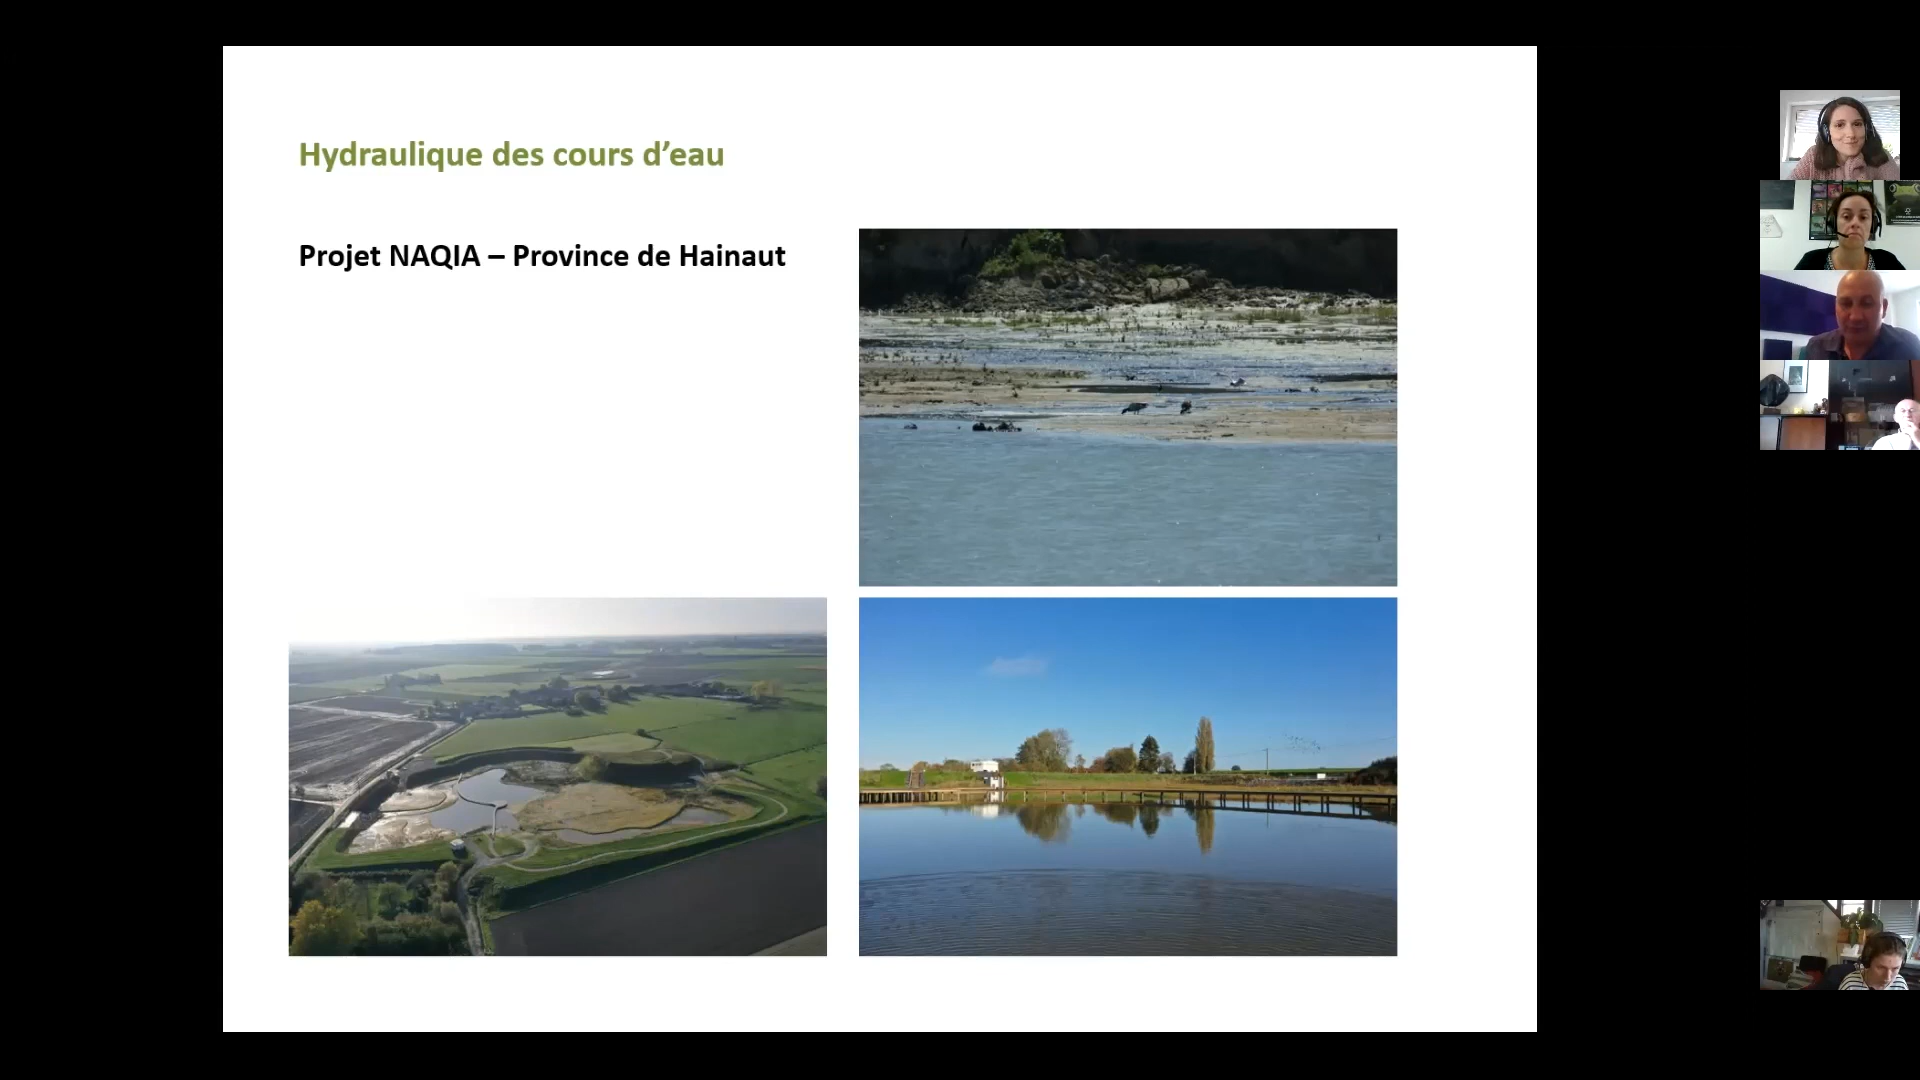 Hydraulique des cours d’eau
Projet NAQIA – Province de Hainaut